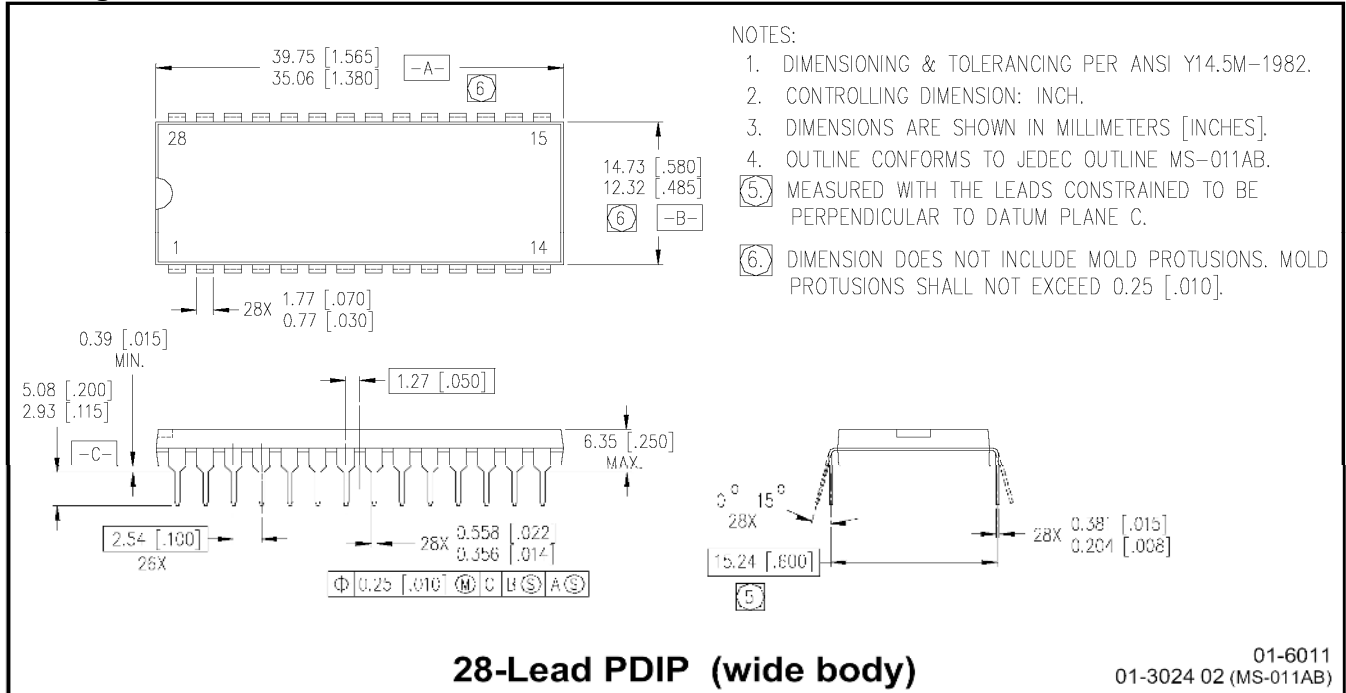 39.75 [1.565]
35.06 [1.380]
-A-
6
28
15
1
14
14.73 [.580]
12.32 [.485]
6
-B-
28X 1.77 [.070]
0.77 [.030]
NOTES:
1. DIMENSIONING & TOLERANCING PER ANSI Y14.5M-1982.
2. CONTROLLING DIMENSION: INCH.
3. DIMENSIONS ARE SHOWN IN MILLIMETERS [INCHES].
4. OUTLINE CONFORMS TO JEDEC OUTLINE MS-011AB.
5. MEASURED WITH THE LEADS CONSTRAINED TO BE
PERPENDICULAR TO DATUM PLANE C.
6. DIMENSION DOES NOT INCLUDE MOLD PROTUSIONS. MOLD
PROTUSIONS SHALL NOT EXCEED 0.25 [.010].
0.39 [.015]
MIN.
5.08 [.200]
2.93 [.115]
-C-
1.27 [.050]
6.35 [.250]
MAX.
2.54 [.100]
26X
28X 0.558 [.022]
0.356 [.014]
Φ 0.25 [.010] Ⓜ C B Ⓢ A Ⓢ
0° 15°
28X
28X 0.381 [.015]
0.204 [.008]
15.24 [.600]
5
28-Lead PDIP (wide body)
01-6011
01-3024 02 (MS-011AB)